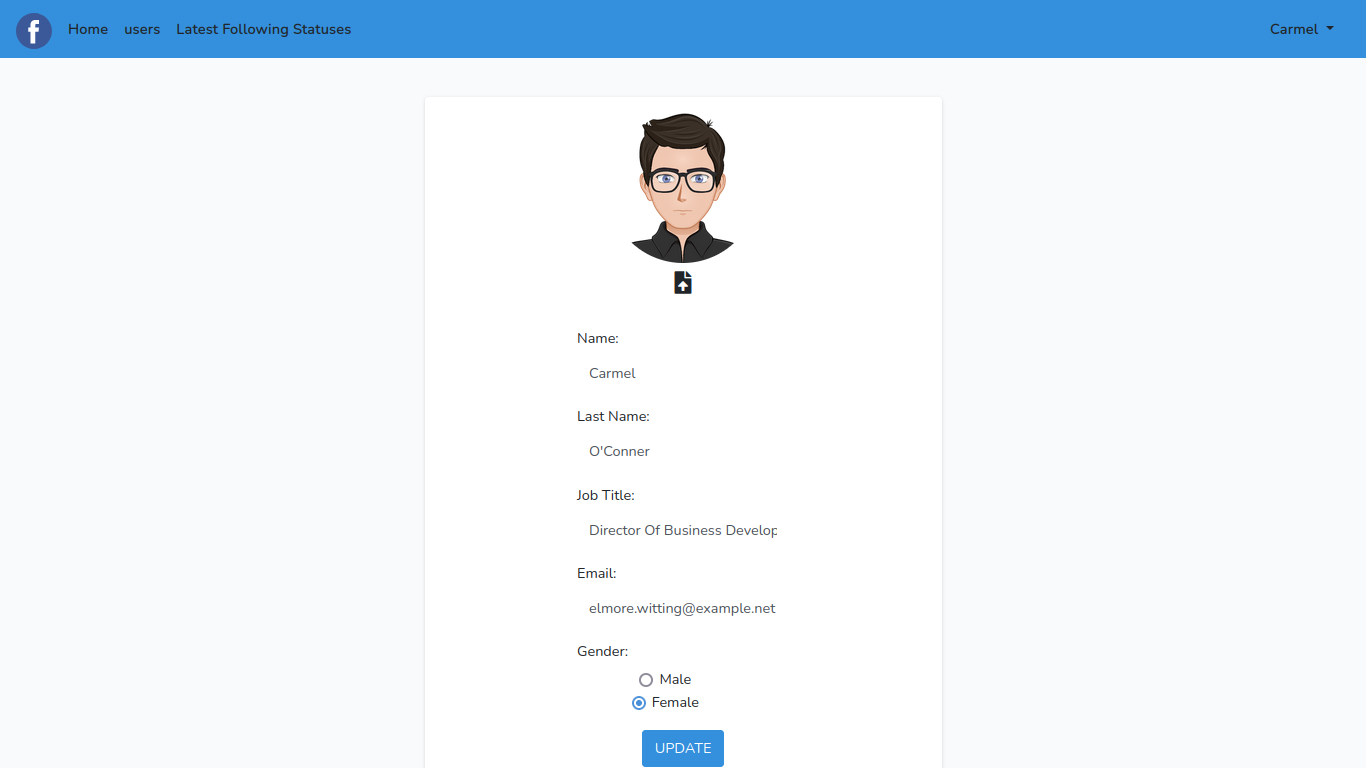 f Home users Latest Following Statuses Carmel
Name:
Carmel
Last Name:
O'Conner
Job Title:
Director Of Business Develop
Email:
elmore.witting@example.net
Gender:
Male
Female
UPDATE